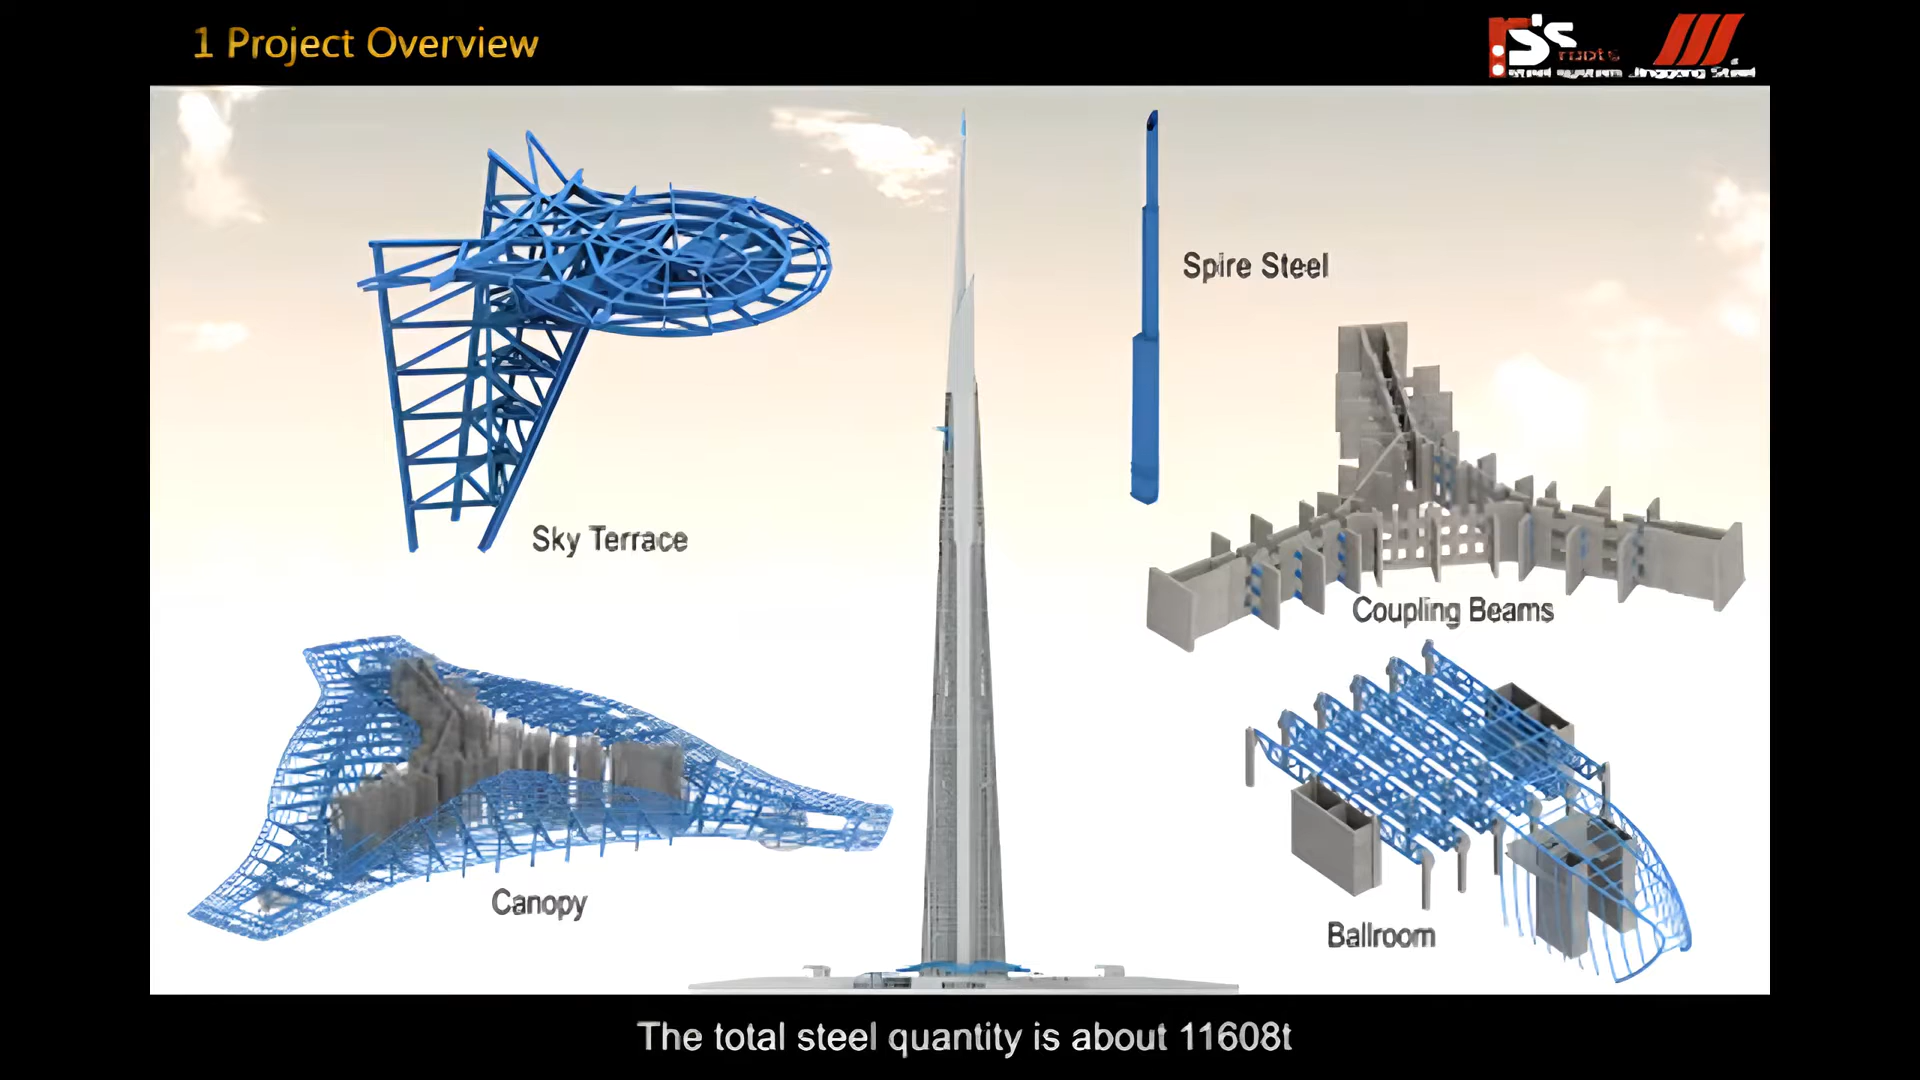 1 Project Overview
Spire Steel
Sky Terrace
Coupling Beams
Canopy
Ballroom
The total steel quantity is about 11608t